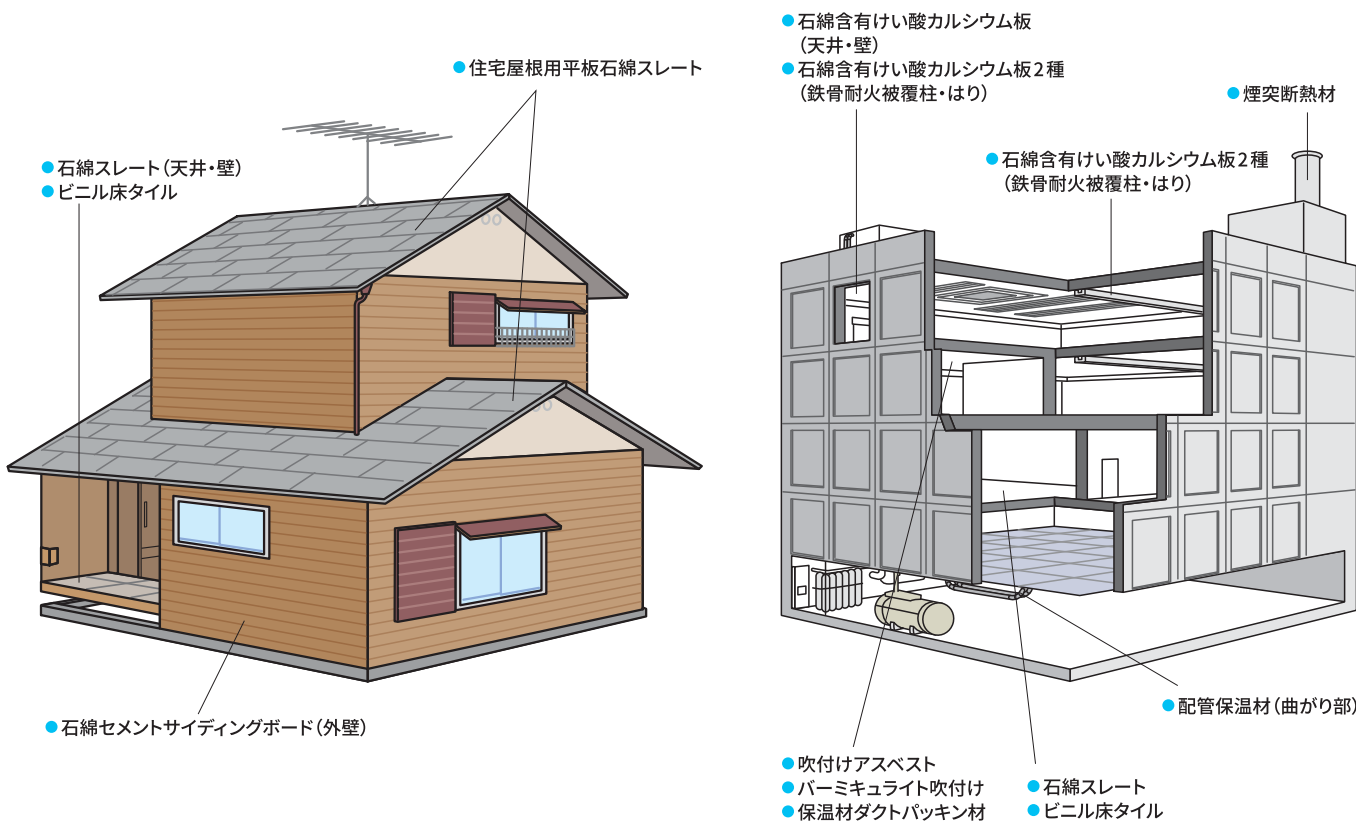 ●住宅屋根用平板石綿スレート
●石綿スレート（天井・壁）
●ビニル床タイル
●石綿セメントサイディングボード（外壁）
●石綿含有けい酸カルシウム板
（天井・壁）
●石綿含有けい酸カルシウム板2種
（鉄骨耐火被覆柱・はり）
●煙突断熱材
●石綿含有けい酸カルシウム板2種
（鉄骨耐火被覆柱・はり）
●配管保温材（曲がり部）
●吹付けアスベスト
●バーミキュライト吹付け
●保温材ダクトパッキン材
●石綿スレート
●ビニル床タイル